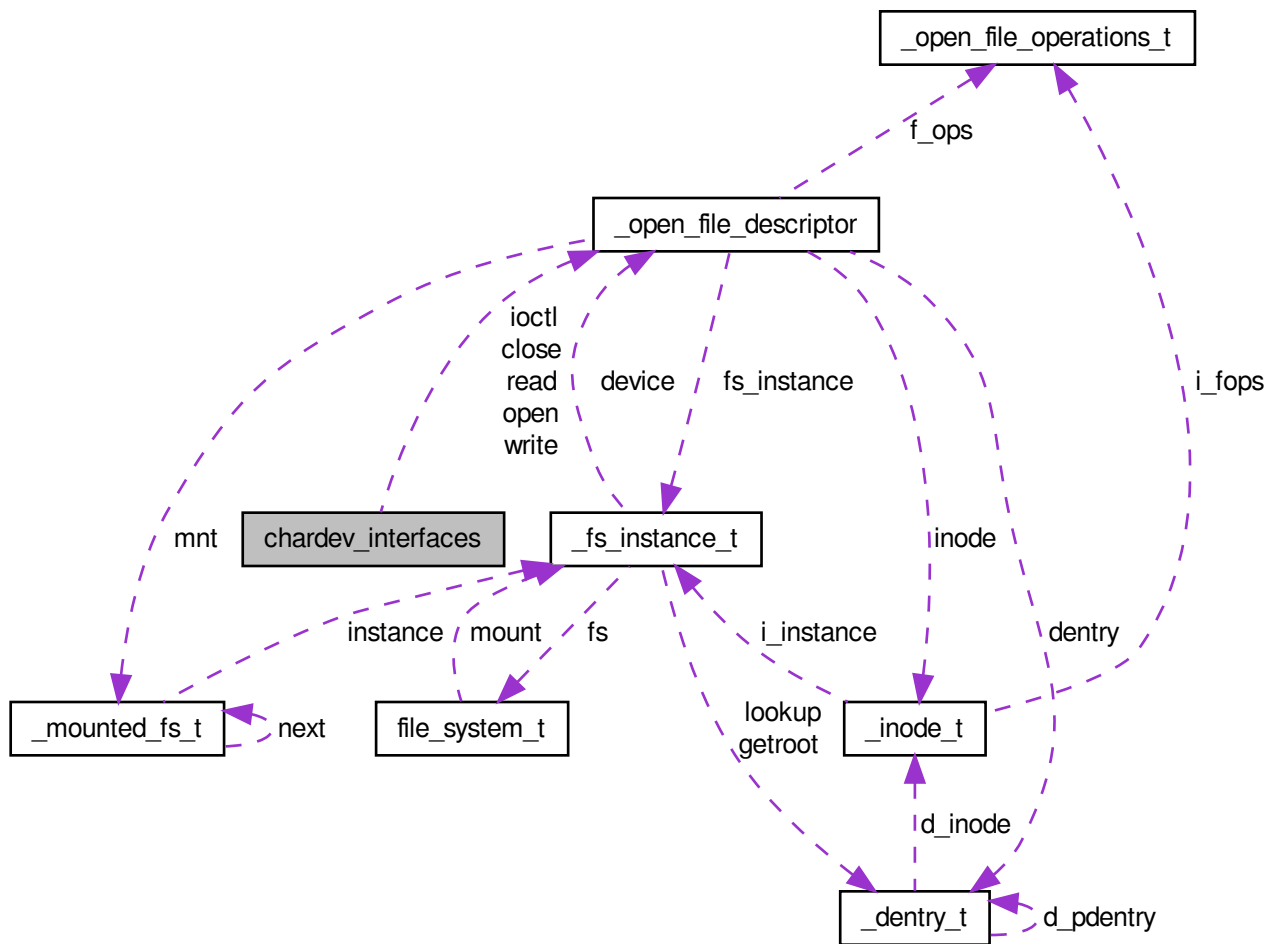 _open_file_operations_t
f_ops
_open_file_descriptor
ioctl
close
read
open
write
device
fs_instance
i_fops
mnt
chardev_interfaces
_fs_instance_t
inode
instance
mount
fs
i_instance
dentry
_mounted_fs_t
next
file_system_t
lookup
getroot
_inode_t
d_inode
_dentry_t
d_pdentry